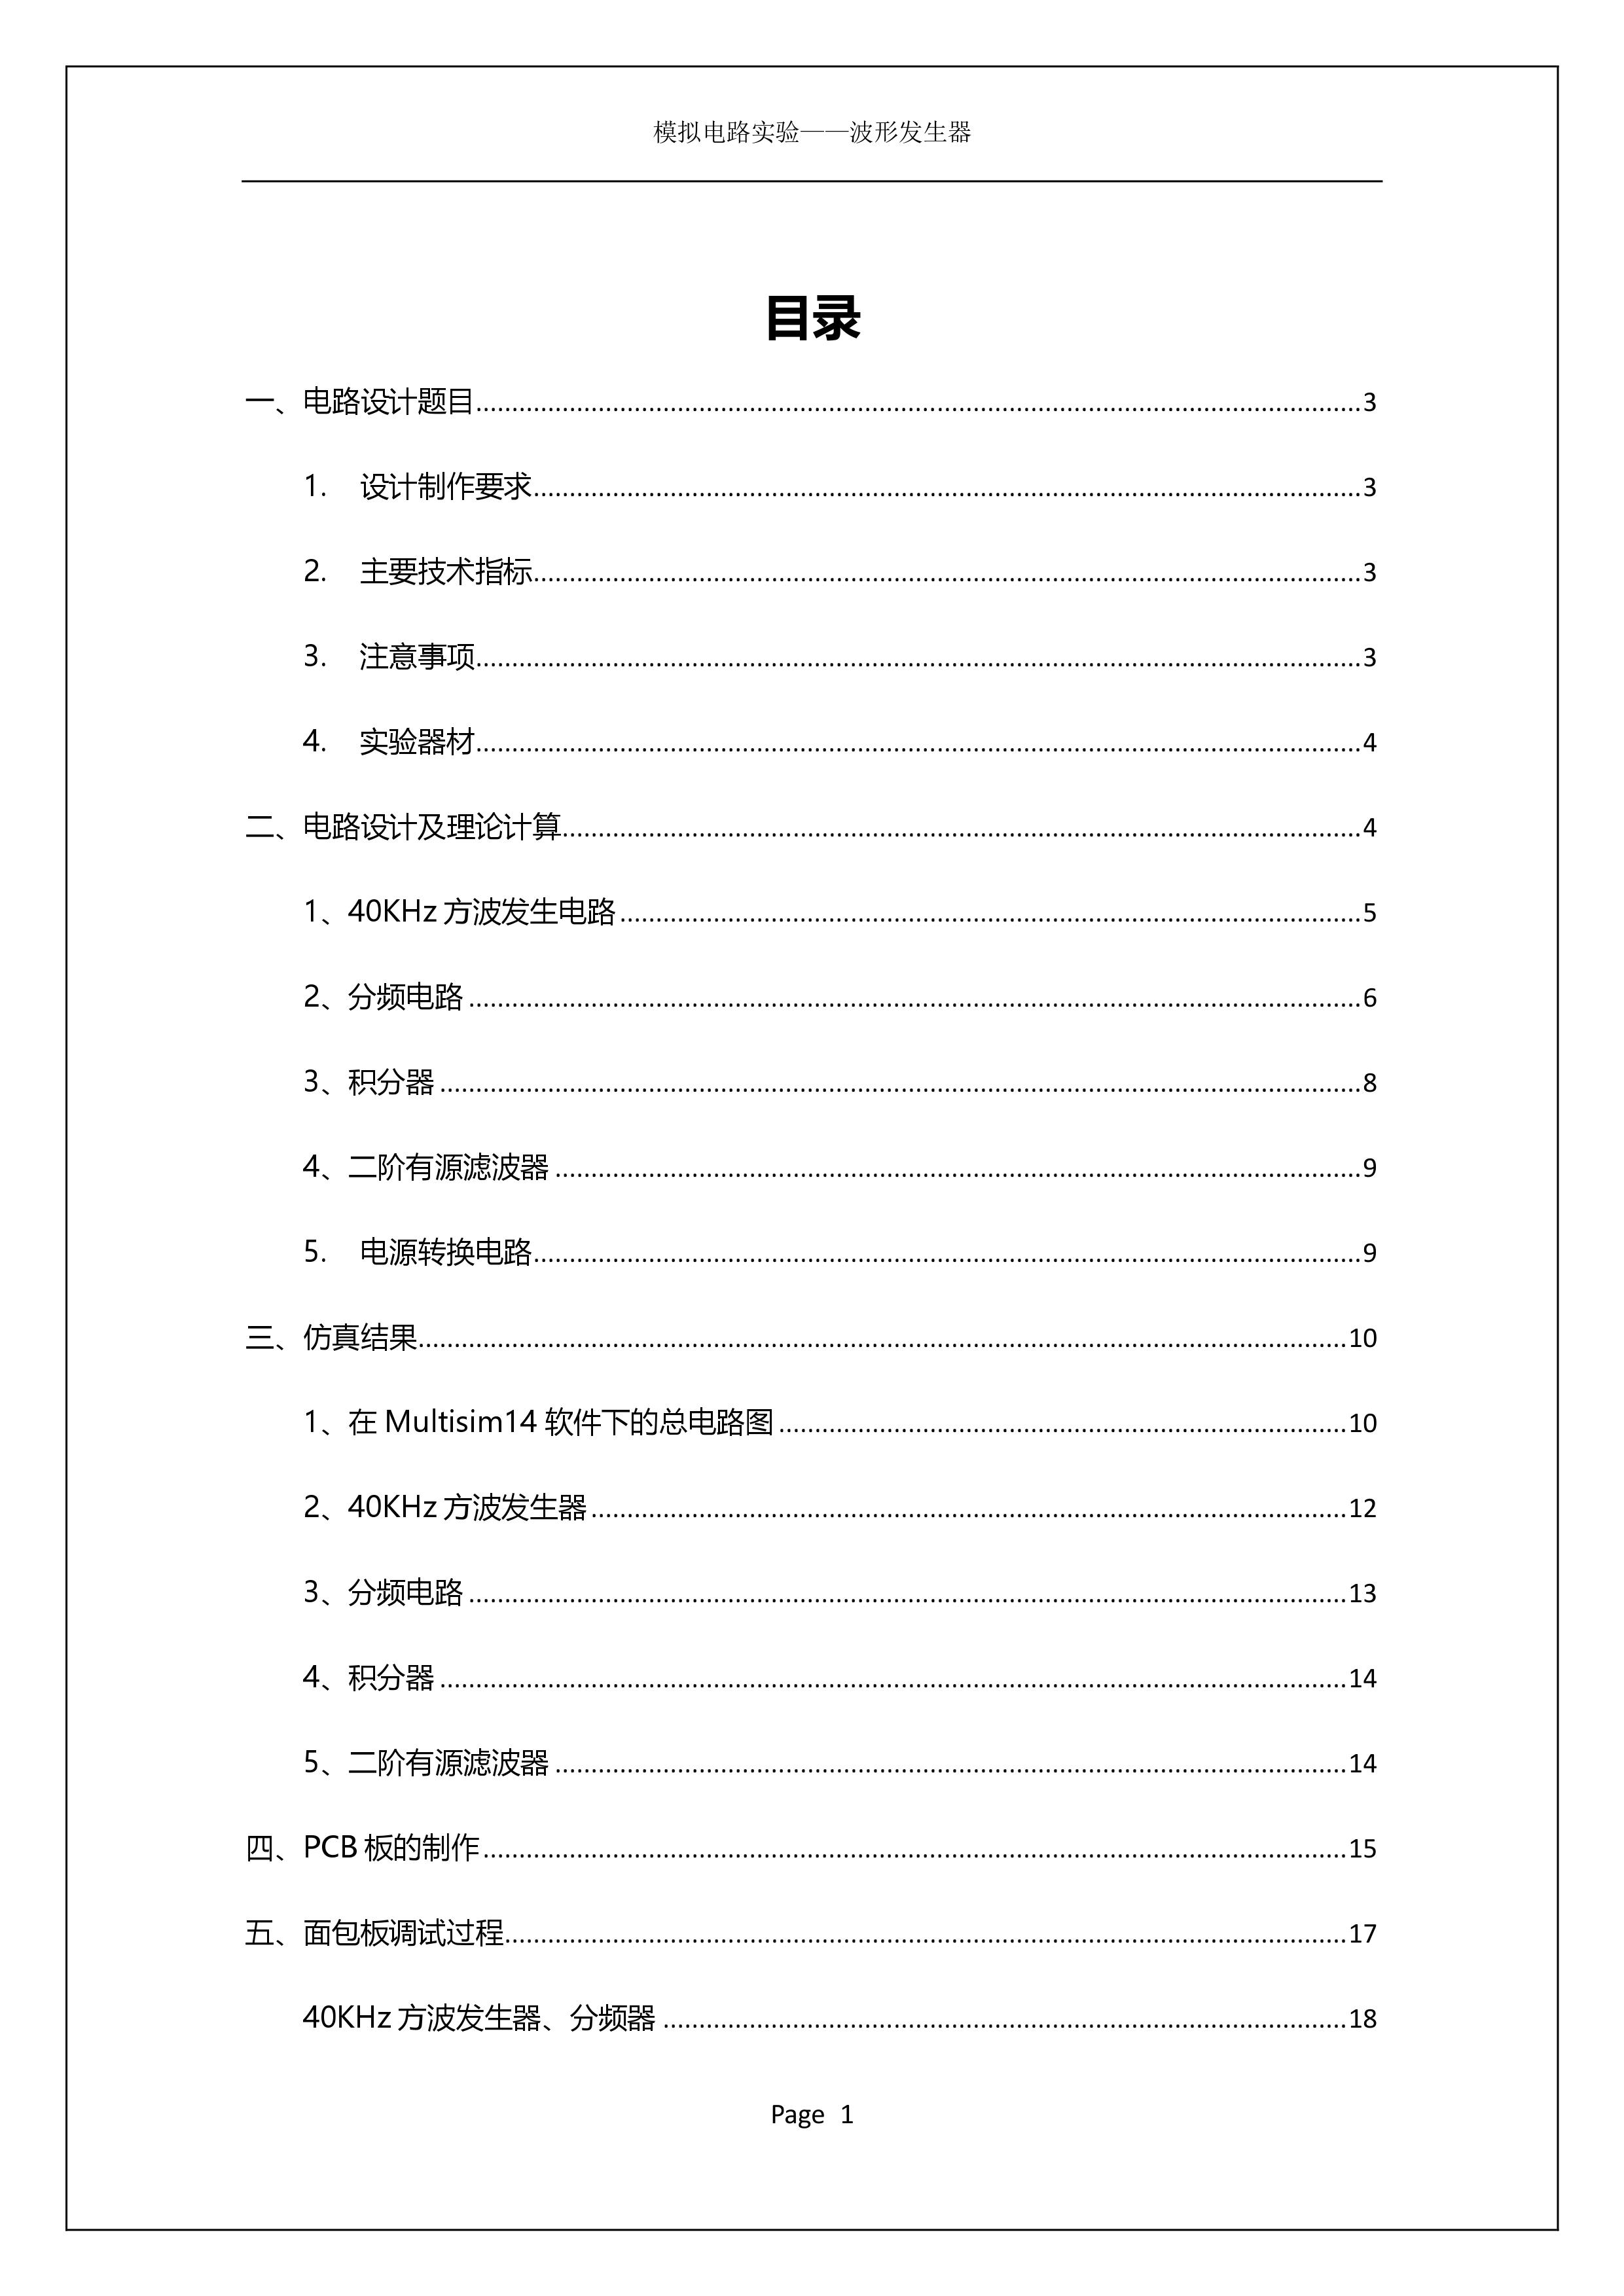 模拟电路实验——波形发生器
目录
一、电路设计题目 3
1. 设计制作要求 3
2. 主要技术指标 3
3. 注意事项 3
4. 实验器材 4
二、电路设计及理论计算 4
1、40KHz 方波发生电路 5
2、分频电路 6
3、积分器 8
4、二阶有源滤波器 9
5. 电源转换电路 9
三、仿真结果 10
1、在 Multisim14 软件下的总电路图 10
2、40KHz 方波发生器 12
3、分频电路 13
4、积分器 14
5、二阶有源滤波器 14
四、PCB 板的制作 15
五、面包板调试过程 17
40KHz 方波发生器、分频器 18
Page 1